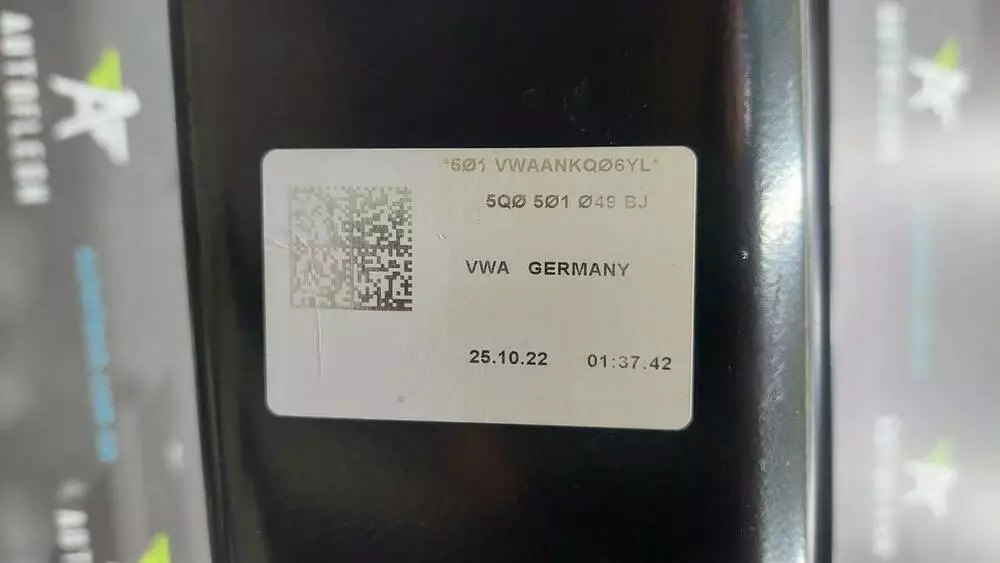 *5Ø1 VWAANKQØ6YL*
5QØ 5Ø1 Ø49 BJ
VWA GERMANY
25.10.22 01:37.42